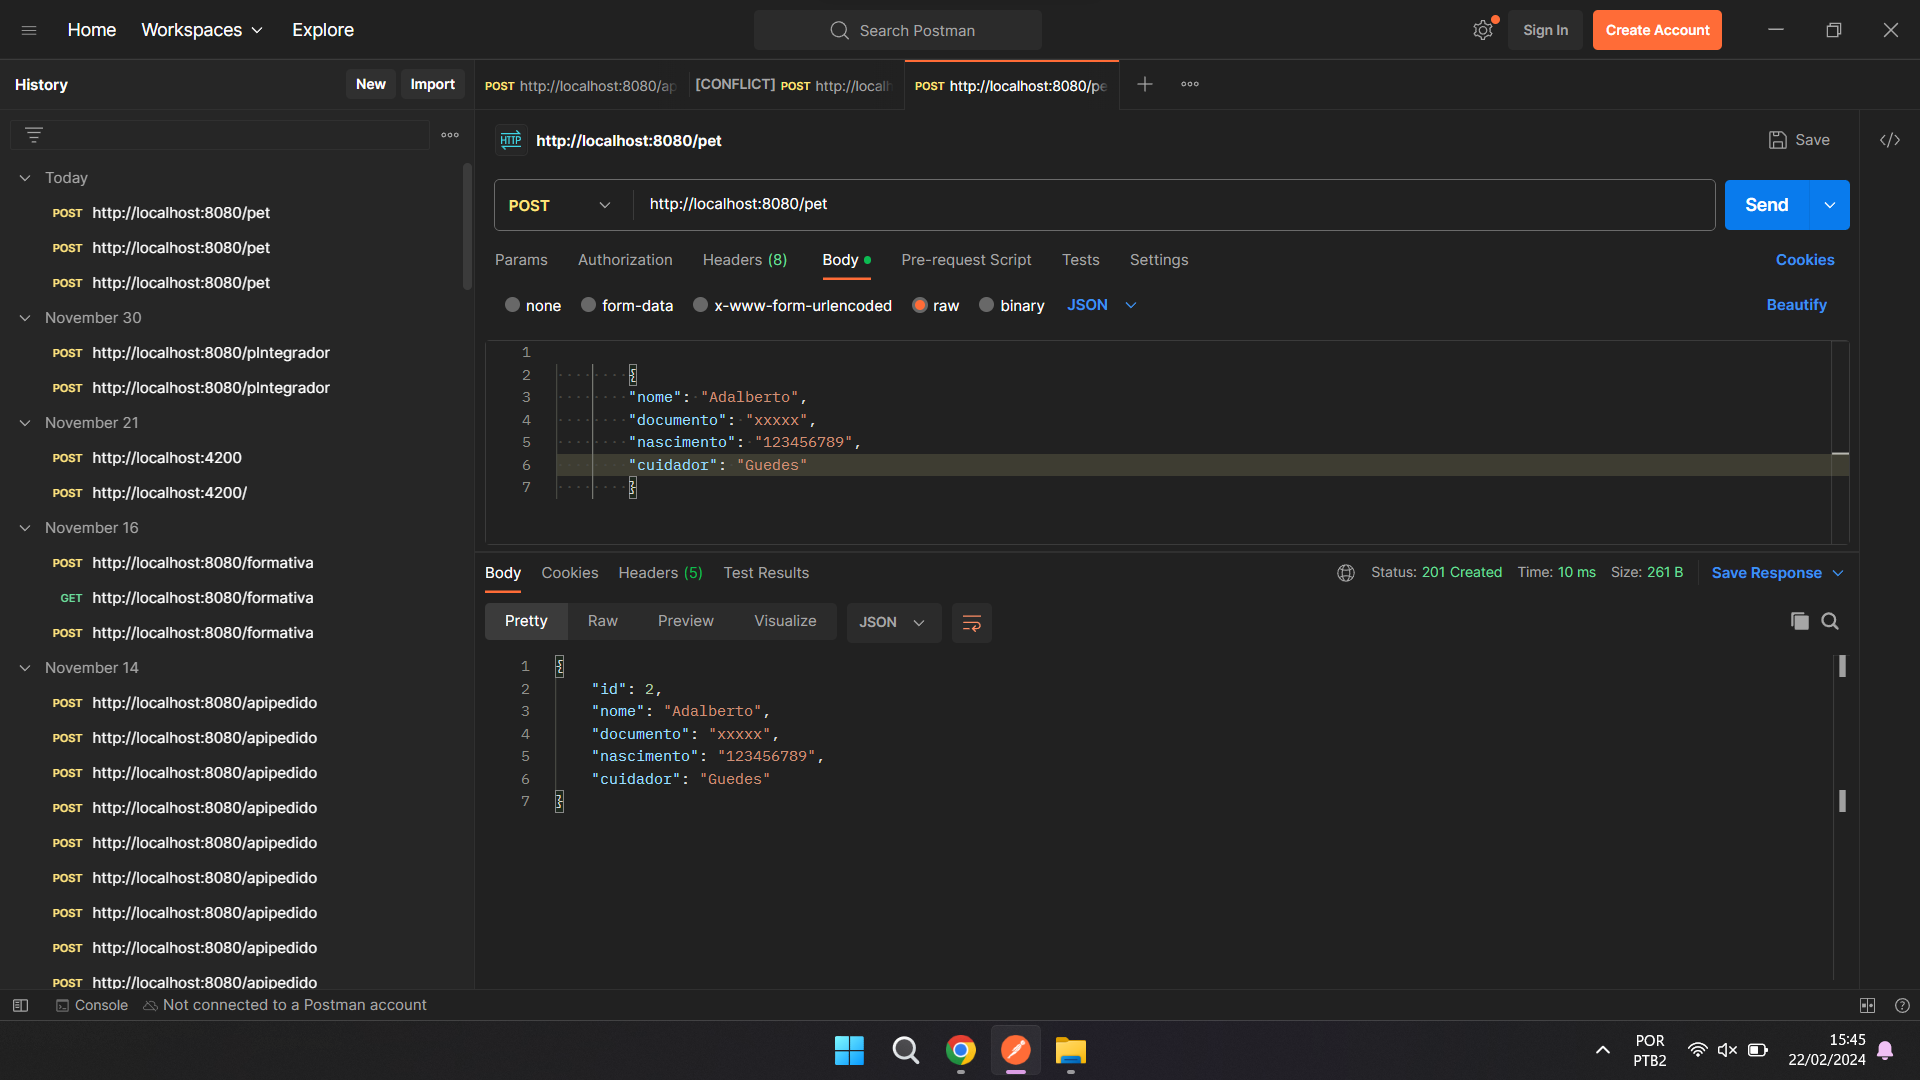 Home Workspaces Explore
Search Postman
Sign In Create Account
History
New Import
POST http://localhost:8080/ap
[CONFLICT] POST http://localh
POST http://localhost:8080/pe
HTTP http://localhost:8080/pet
Save
</>
Today
POST http://localhost:8080/pet
POST http://localhost:8080/pet
POST http://localhost:8080/pet
November 30
POST http://localhost:8080/pIntegrador
POST http://localhost:8080/pIntegrador
November 21
POST http://localhost:4200
POST http://localhost:4200/
November 16
POST http://localhost:8080/formativa
GET http://localhost:8080/formativa
POST http://localhost:8080/formativa
November 14
POST http://localhost:8080/apipedido
POST http://localhost:8080/apipedido
POST http://localhost:8080/apipedido
POST http://localhost:8080/apipedido
POST http://localhost:8080/apipedido
POST http://localhost:8080/apipedido
POST http://localhost:8080/apipedido
POST http://localhost:8080/apipedido
POST http://localhost:8080/apipedido
POST http://localhost:8080/pet
Send
Params Authorization Headers (8) Body Pre-request Script Tests Settings
Cookies
none form-data x-www-form-urlencoded raw binary JSON
Beautify
1
2 {
3 "nome": "Adalberto",
4 "documento": "xxxxx",
5 "nascimento": "123456789",
6 "cuidador": "Guedes"
7 }
Body Cookies Headers (5) Test Results
Status: 201 Created Time: 10 ms Size: 261 B Save Response
Pretty Raw Preview Visualize JSON
1 {
2 "id": 2,
3 "nome": "Adalberto",
4 "documento": "xxxxx",
5 "nascimento": "123456789",
6 "cuidador": "Guedes"
7 }
Console Not connected to a Postman account
POR
PTB2
15:45
22/02/2024